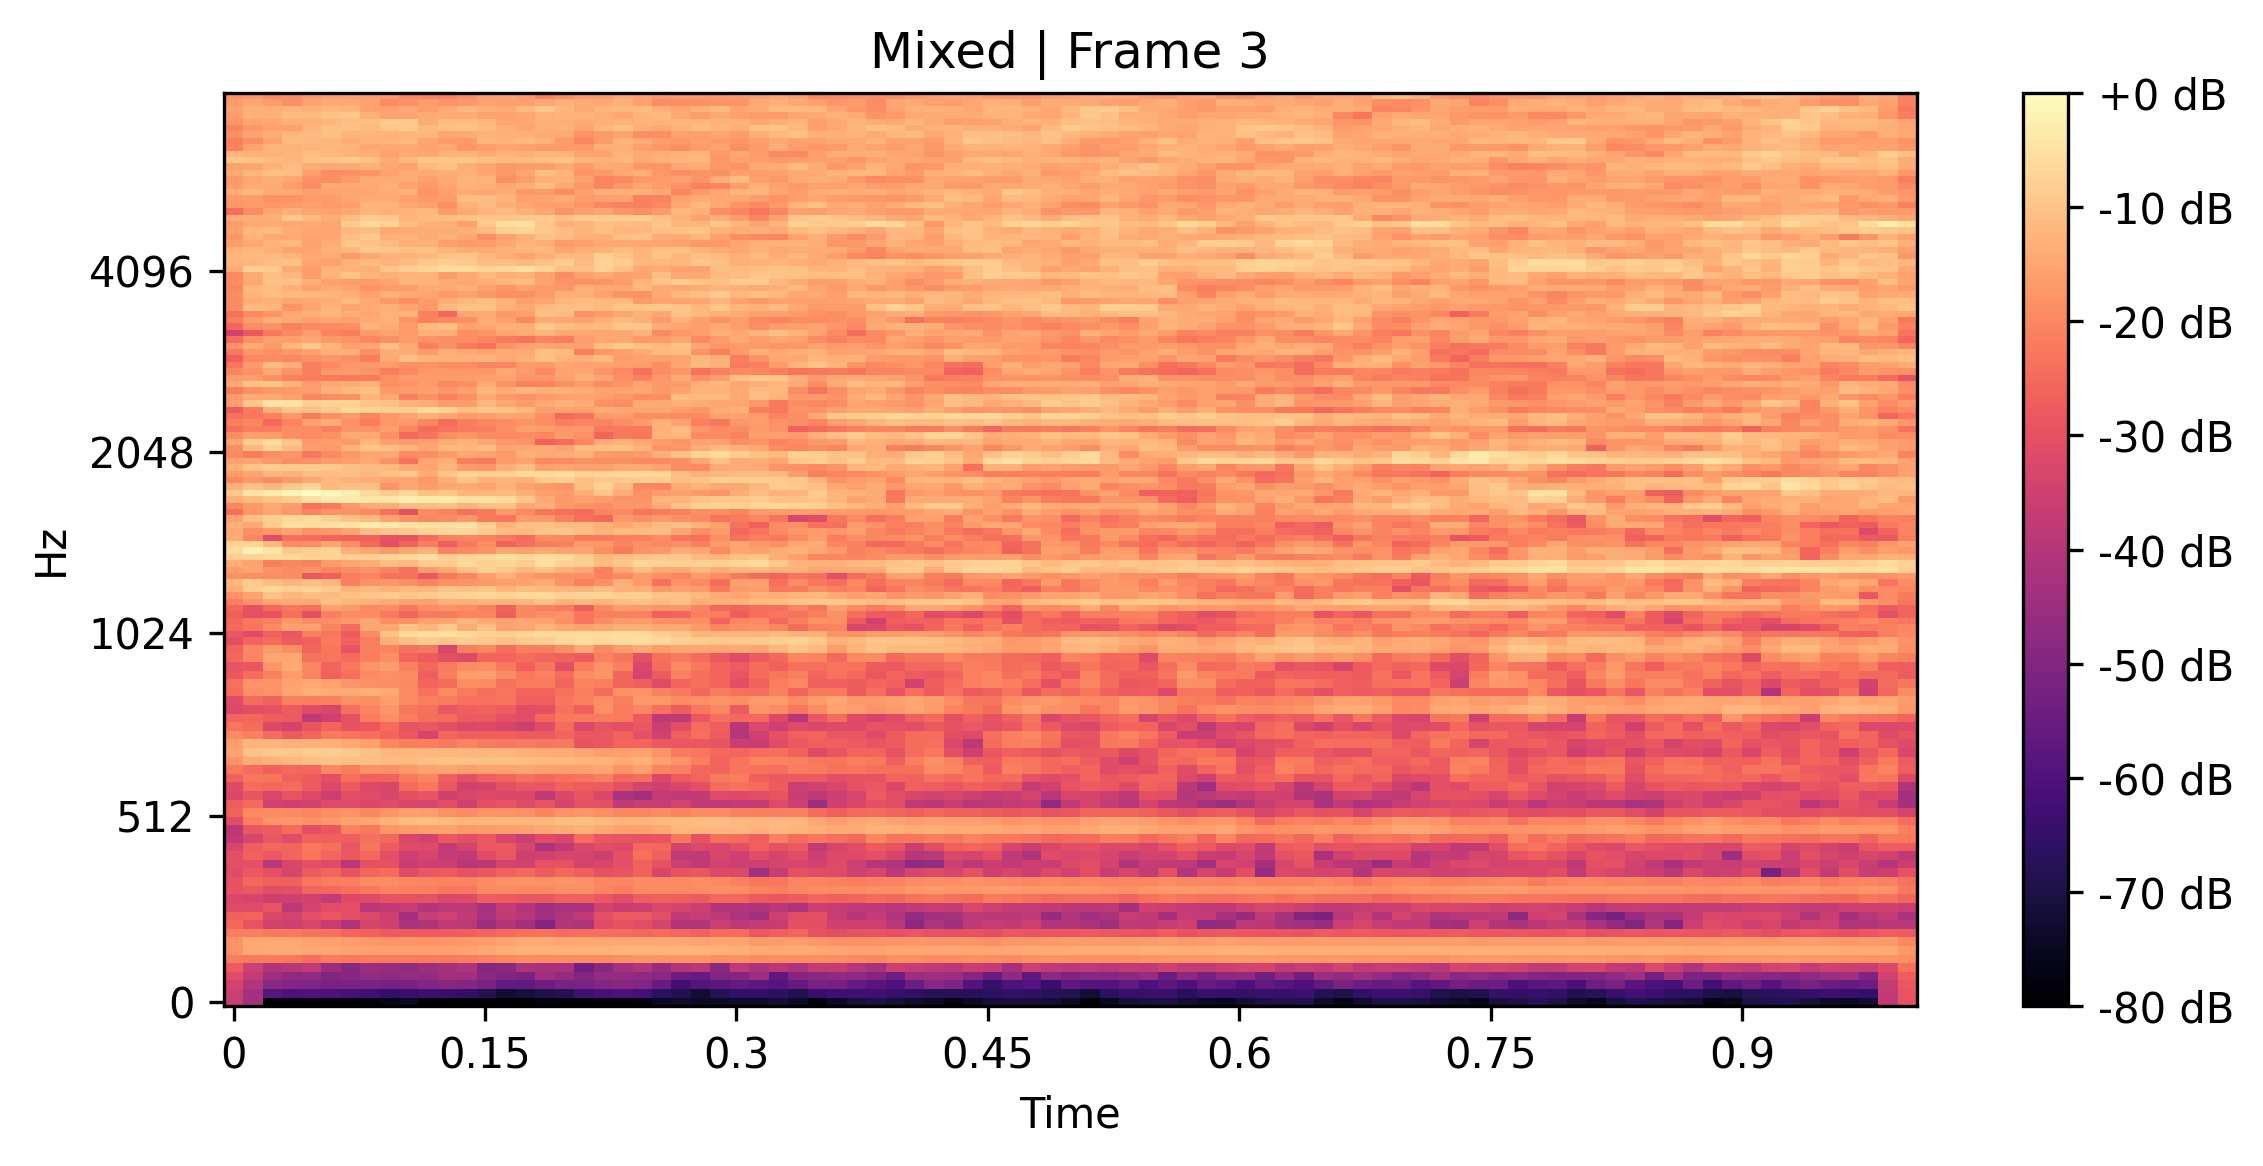 Mixed | Frame 3
Hz
4096
2048
1024
512
0
0 0.15 0.3 0.45 0.6 0.75 0.9
Time
+0 dB
-10 dB
-20 dB
-30 dB
-40 dB
-50 dB
-60 dB
-70 dB
-80 dB